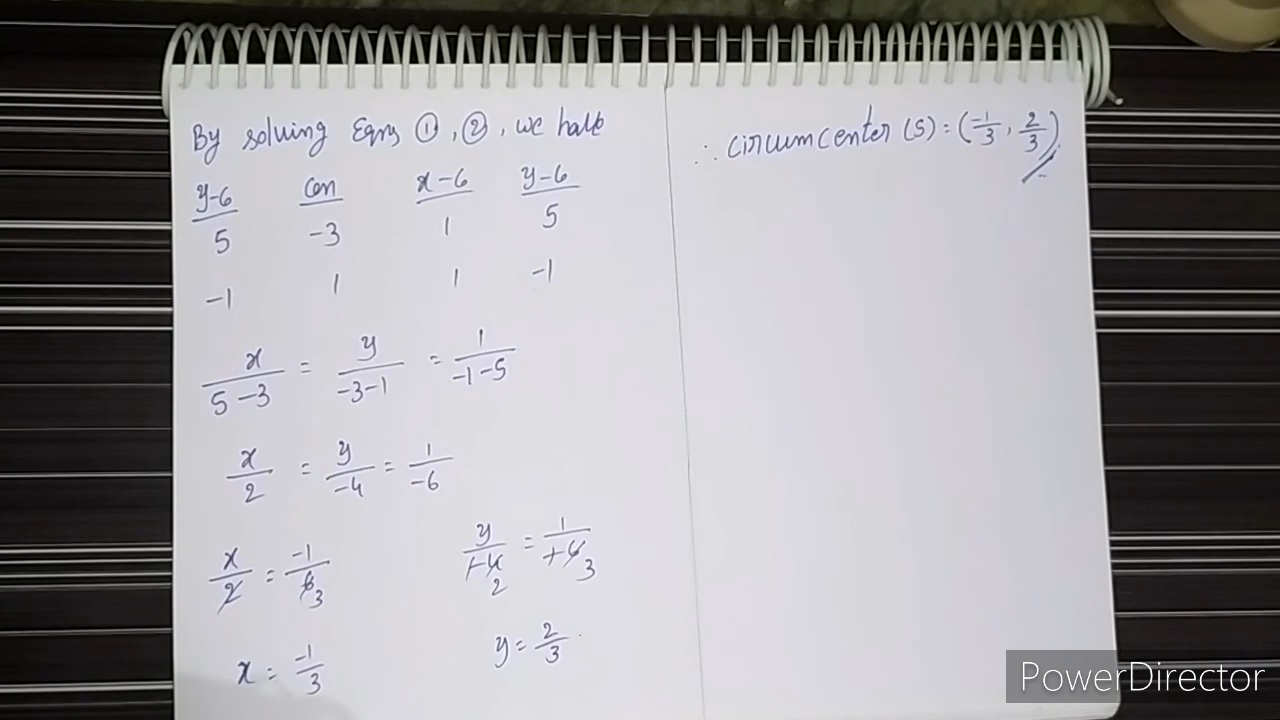 By solving Eqns ①, ②, we have
y-6 con x-6 y-6
5 -3 1 5
-1 1 1 -1
x/(5-3) = y/(-3-1) = 1/(-1-5)
x/2 = y/-4 = 1/-6
x/2 = -1/6 3
y/+4 2 = 1/+6 3
x = -1/3
y = 2/3
∴ circumcenter (S) = (-1/3, 2/3)
PowerDirector